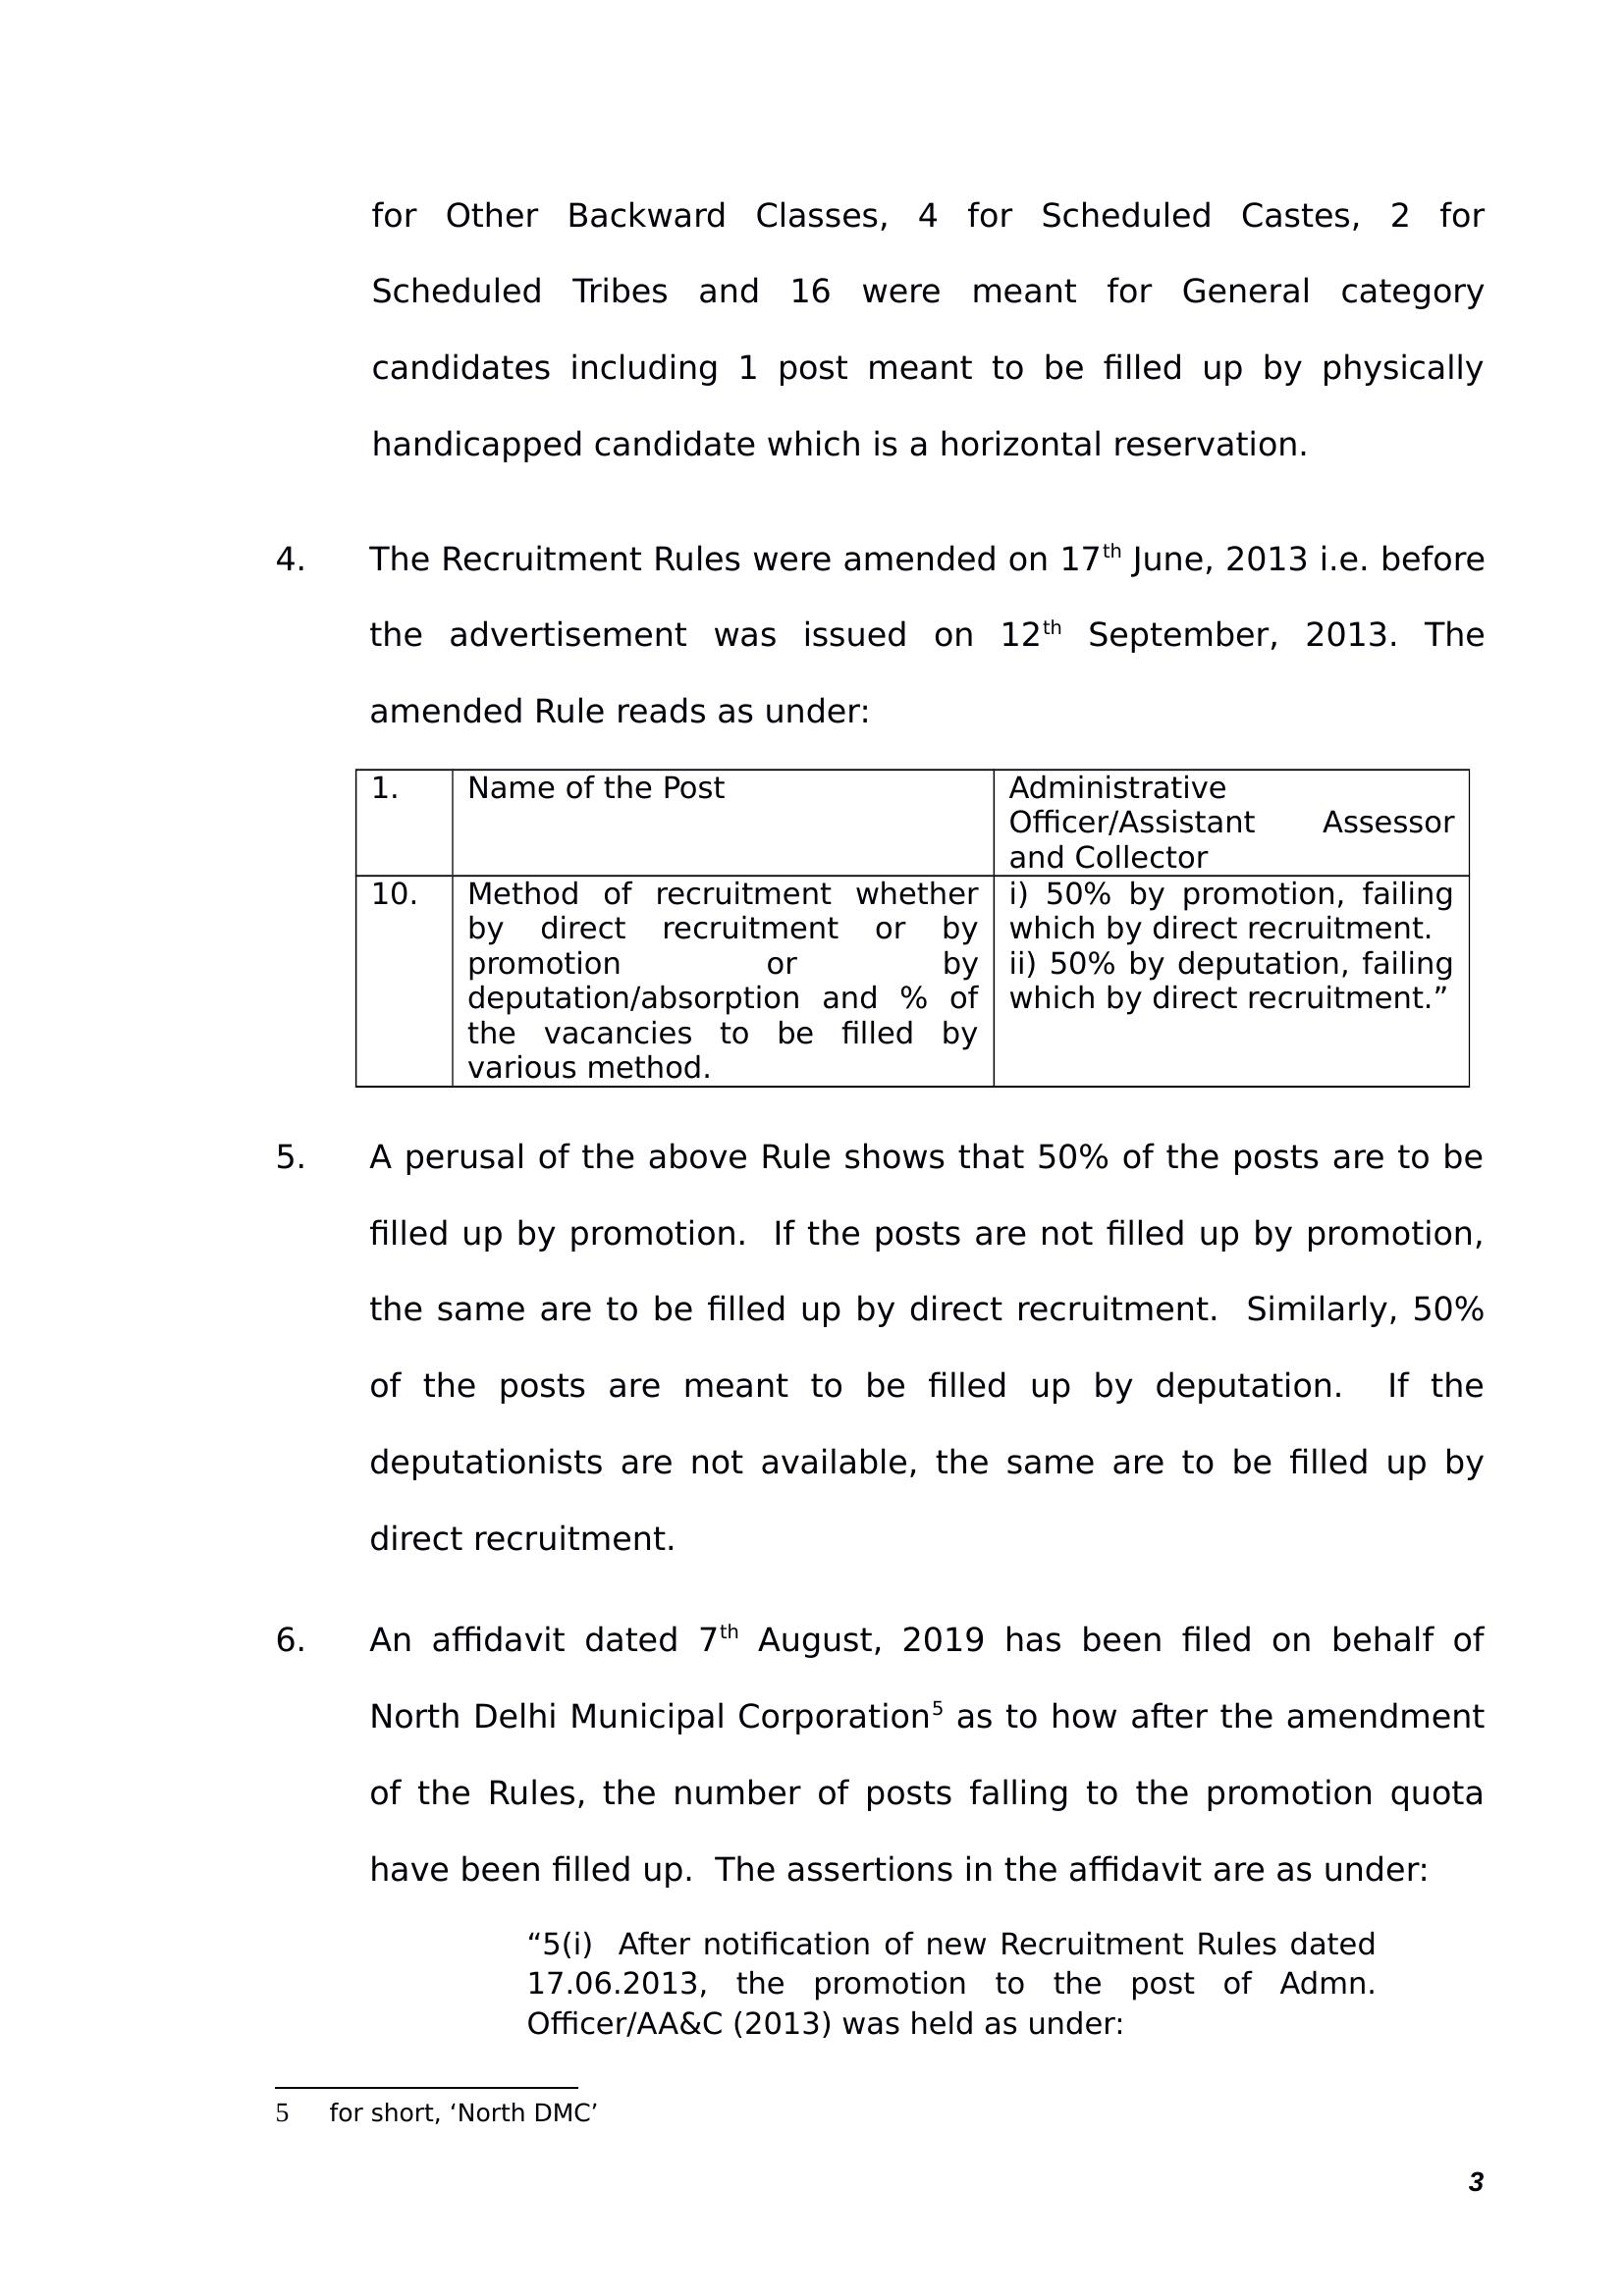 for Other Backward Classes, 4 for Scheduled Castes, 2 for
Scheduled Tribes and 16 were meant for General category
candidates including 1 post meant to be filled up by physically
handicapped candidate which is a horizontal reservation.
4. The Recruitment Rules were amended on 17th June, 2013 i.e. before
the advertisement was issued on 12th September, 2013. The
amended Rule reads as under:
1. Name of the Post
Administrative
Officer/Assistant Assessor
and Collector
10. Method of recruitment whether
by direct recruitment or by
promotion or by
deputation/absorption and % of
the vacancies to be filled by
various method.
i) 50% by promotion, failing
which by direct recruitment.
ii) 50% by deputation, failing
which by direct recruitment.”
5. A perusal of the above Rule shows that 50% of the posts are to be
filled up by promotion. If the posts are not filled up by promotion,
the same are to be filled up by direct recruitment. Similarly, 50%
of the posts are meant to be filled up by deputation. If the
deputationists are not available, the same are to be filled up by
direct recruitment.
6. An affidavit dated 7th August, 2019 has been filed on behalf of
North Delhi Municipal Corporation5 as to how after the amendment
of the Rules, the number of posts falling to the promotion quota
have been filled up. The assertions in the affidavit are as under:
“5(i) After notification of new Recruitment Rules dated
17.06.2013, the promotion to the post of Admn.
Officer/AA&C (2013) was held as under:
5 for short, ‘North DMC’
3